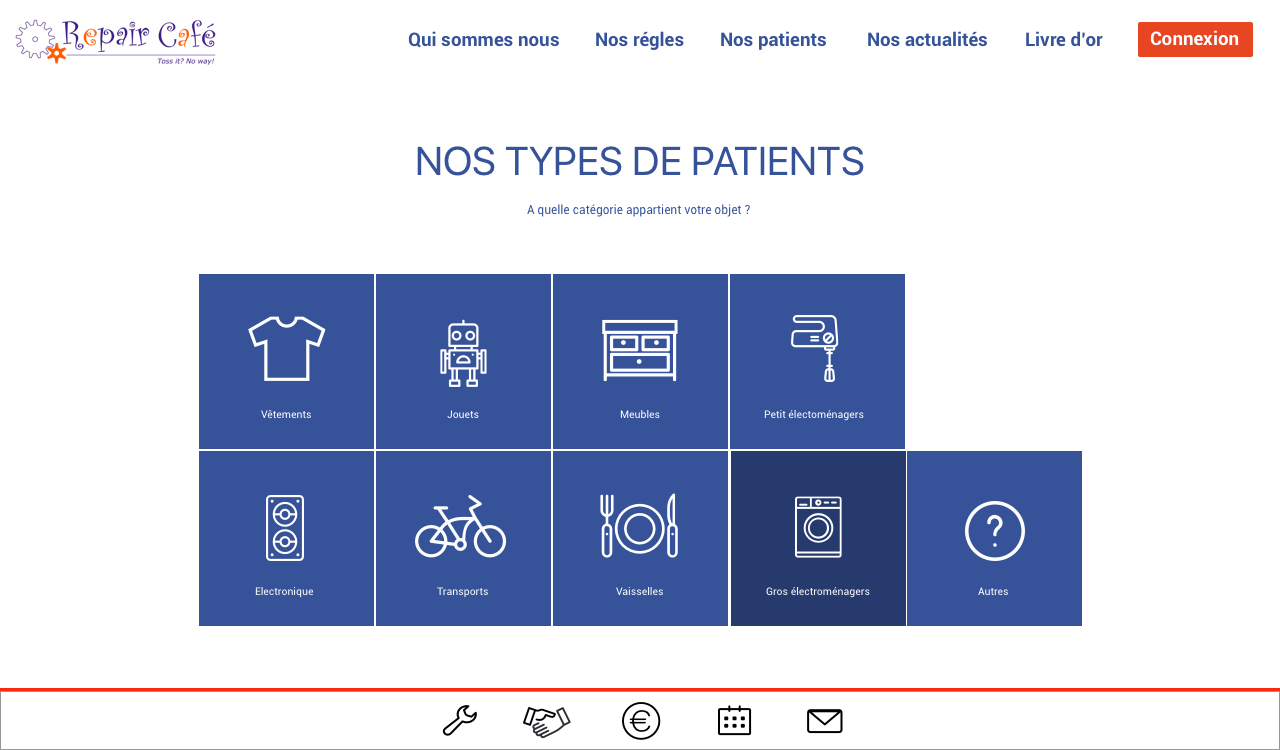 Repair Café
Toss it? No way!
Qui sommes nous
Nos régles
Nos patients
Nos actualités
Livre d'or
Connexion
NOS TYPES DE PATIENTS
A quelle catégorie appartient votre objet ?
Vêtements
Jouets
Meubles
Petit électoménagers
Electronique
Transports
Vaisselles
Gros électroménagers
Autres